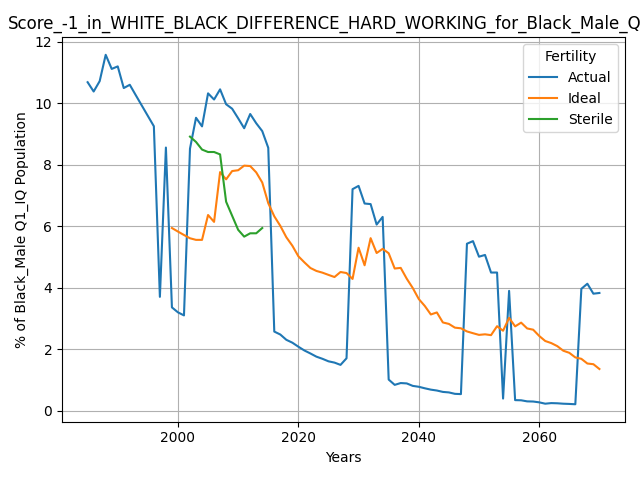 Score_-1_in_WHITE_BLACK_DIFFERENCE_HARD_WORKING_for_Black_Male_Q
Fertility
Actual
Ideal
Sterile
% of Black_Male Q1_IQ Population
12
10
8
6
4
2
0
2000 2020 2040 2060
Years